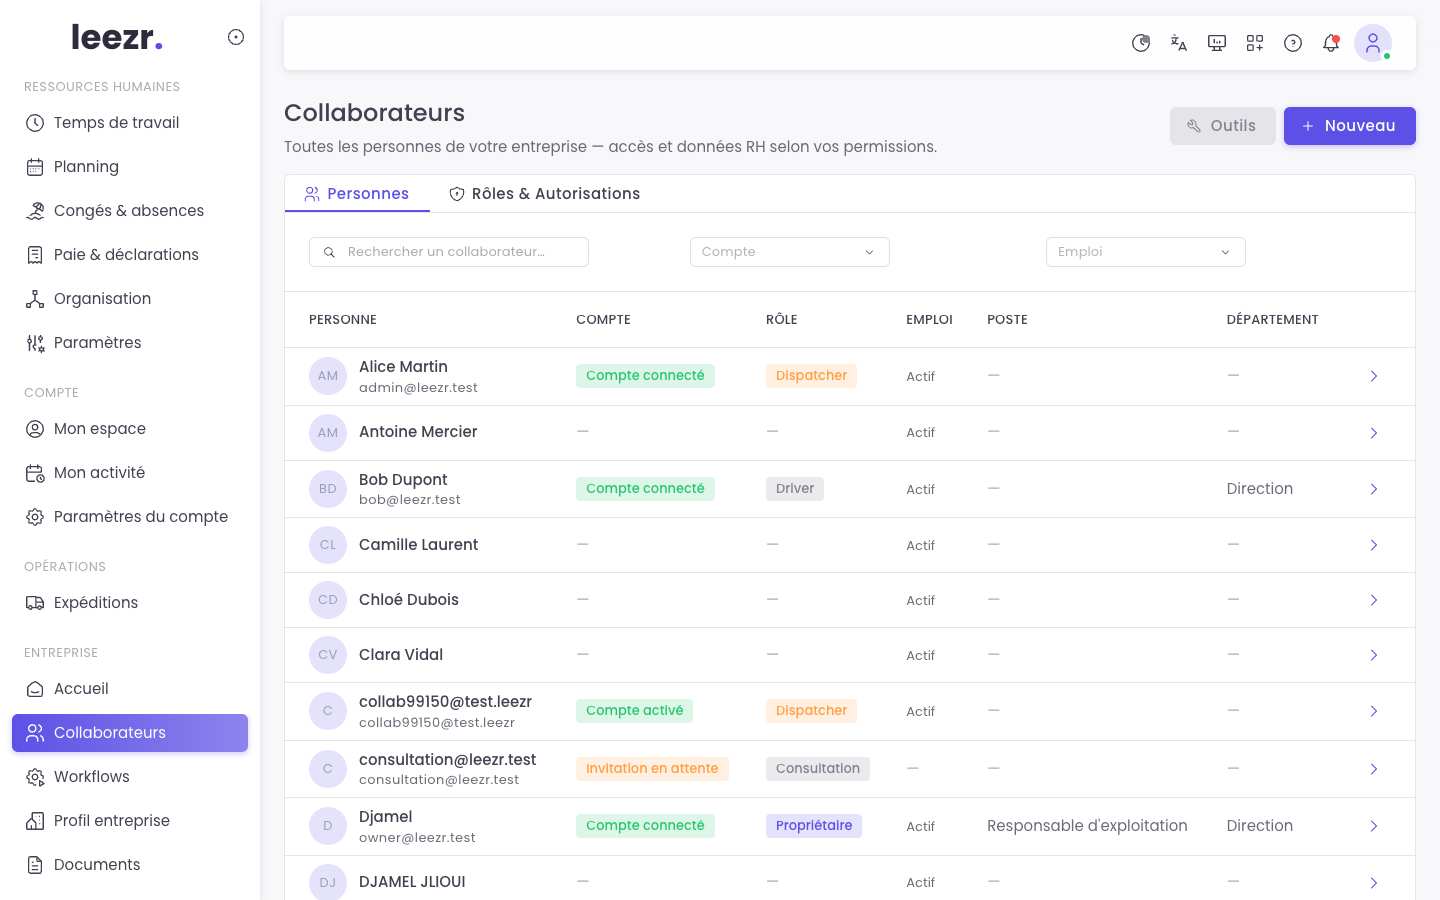 leezr.
RESSOURCES HUMAINES
Temps de travail
Planning
Congés & absences
Paie & déclarations
Organisation
Paramètres
COMPTE
Mon espace
Mon activité
Paramètres du compte
OPÉRATIONS
Expéditions
ENTREPRISE
Accueil
Collaborateurs
Workflows
Profil entreprise
Documents
Collaborateurs
Toutes les personnes de votre entreprise — accès et données RH selon vos permissions.
Outils
Nouveau
Personnes
Rôles & Autorisations
Rechercher un collaborateur...
Compte
Emploi
PERSONNE COMPTE RÔLE EMPLOI POSTE DÉPARTEMENT
AM Alice Martin Compte connecté Dispatcher Actif — —
admin@leezr.test
AM Antoine Mercier — — Actif — —
BD Bob Dupont Compte connecté Driver Actif — Direction
bob@leezr.test
CL Camille Laurent — — Actif — —
CD Chloé Dubois — — Actif — —
CV Clara Vidal — — Actif — —
C collab99150@test.leezr Compte activé Dispatcher Actif — —
collab99150@test.leezr
C consultation@leezr.test Invitation en attente Consultation — — —
consultation@leezr.test
D Djamel Compte connecté Propriétaire Actif Responsable d'exploitation Direction
owner@leezr.test
DJ DJAMEL JLIOUI — — Actif — —